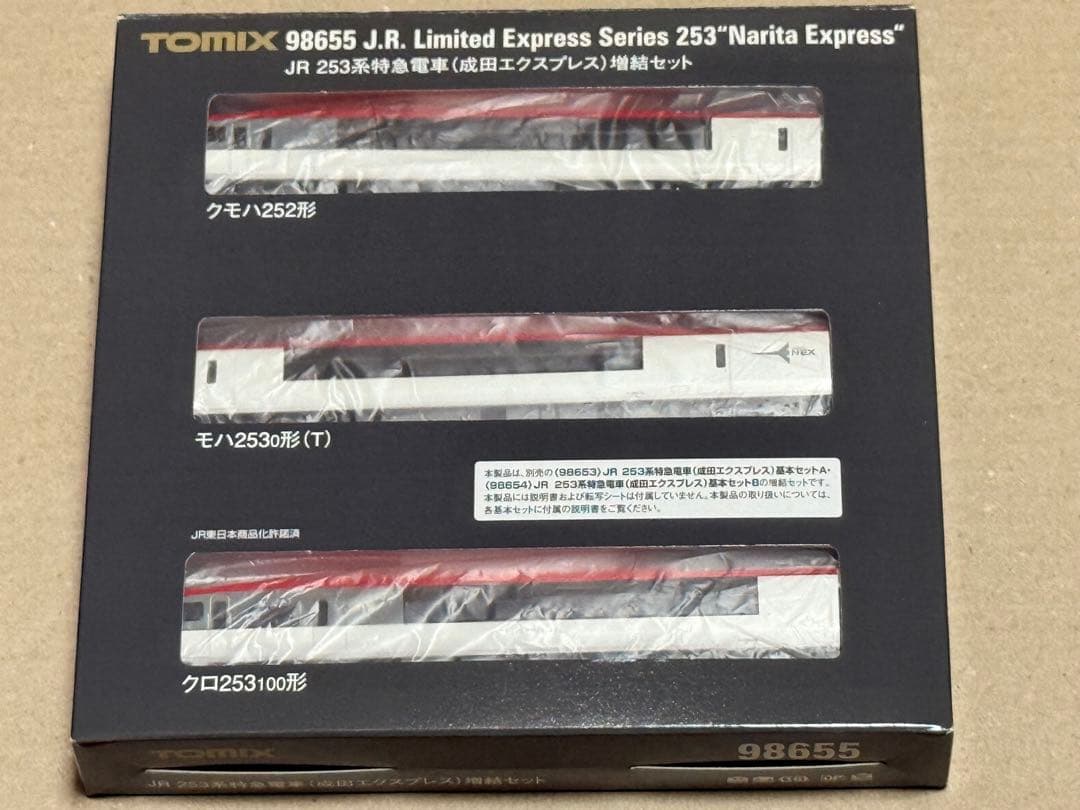 TOMIX 98655 J.R. Limited Express Series 253"Narita Express"
JR 253系特急電車(成田エクスプレス)増結セット
クモハ252形
NEX
モハ2530形(T)
本製品は、別売の〈98653〉JR 253系特急電車(成田エクスプレス)基本セットA・
〈98654〉JR 253系特急電車(成田エクスプレス)基本セットBの増結セットです。
本製品には説明書および転写シートは付属していません。本製品の取り扱いについては、
各基本セットに付属の説明書をご覧ください。
JR東日本商品化許諾済
クロ253100形
TOMIX
98655
JR 253系特急電車(成田エクスプレス)増結セット